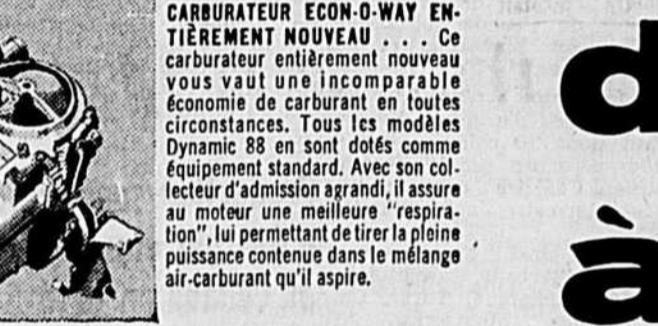 CARBURATEUR ECON-O-WAY EN-
TIÈREMENT NOUVEAU . . . Ce
carburateur entièrement nouveau
vous vaut une incomparable
économie de carburant en toutes
circonstances. Tous les modèles
Dynamic 88 en sont dotés comme
équipement standard. Avec son col-
lecteur d'admission agrandi, il assure
au moteur une meilleure "respira-
tion", lui permettant de tirer la pleine
puissance contenue dans le mélange
air-carburant qu'il aspire.
d
à